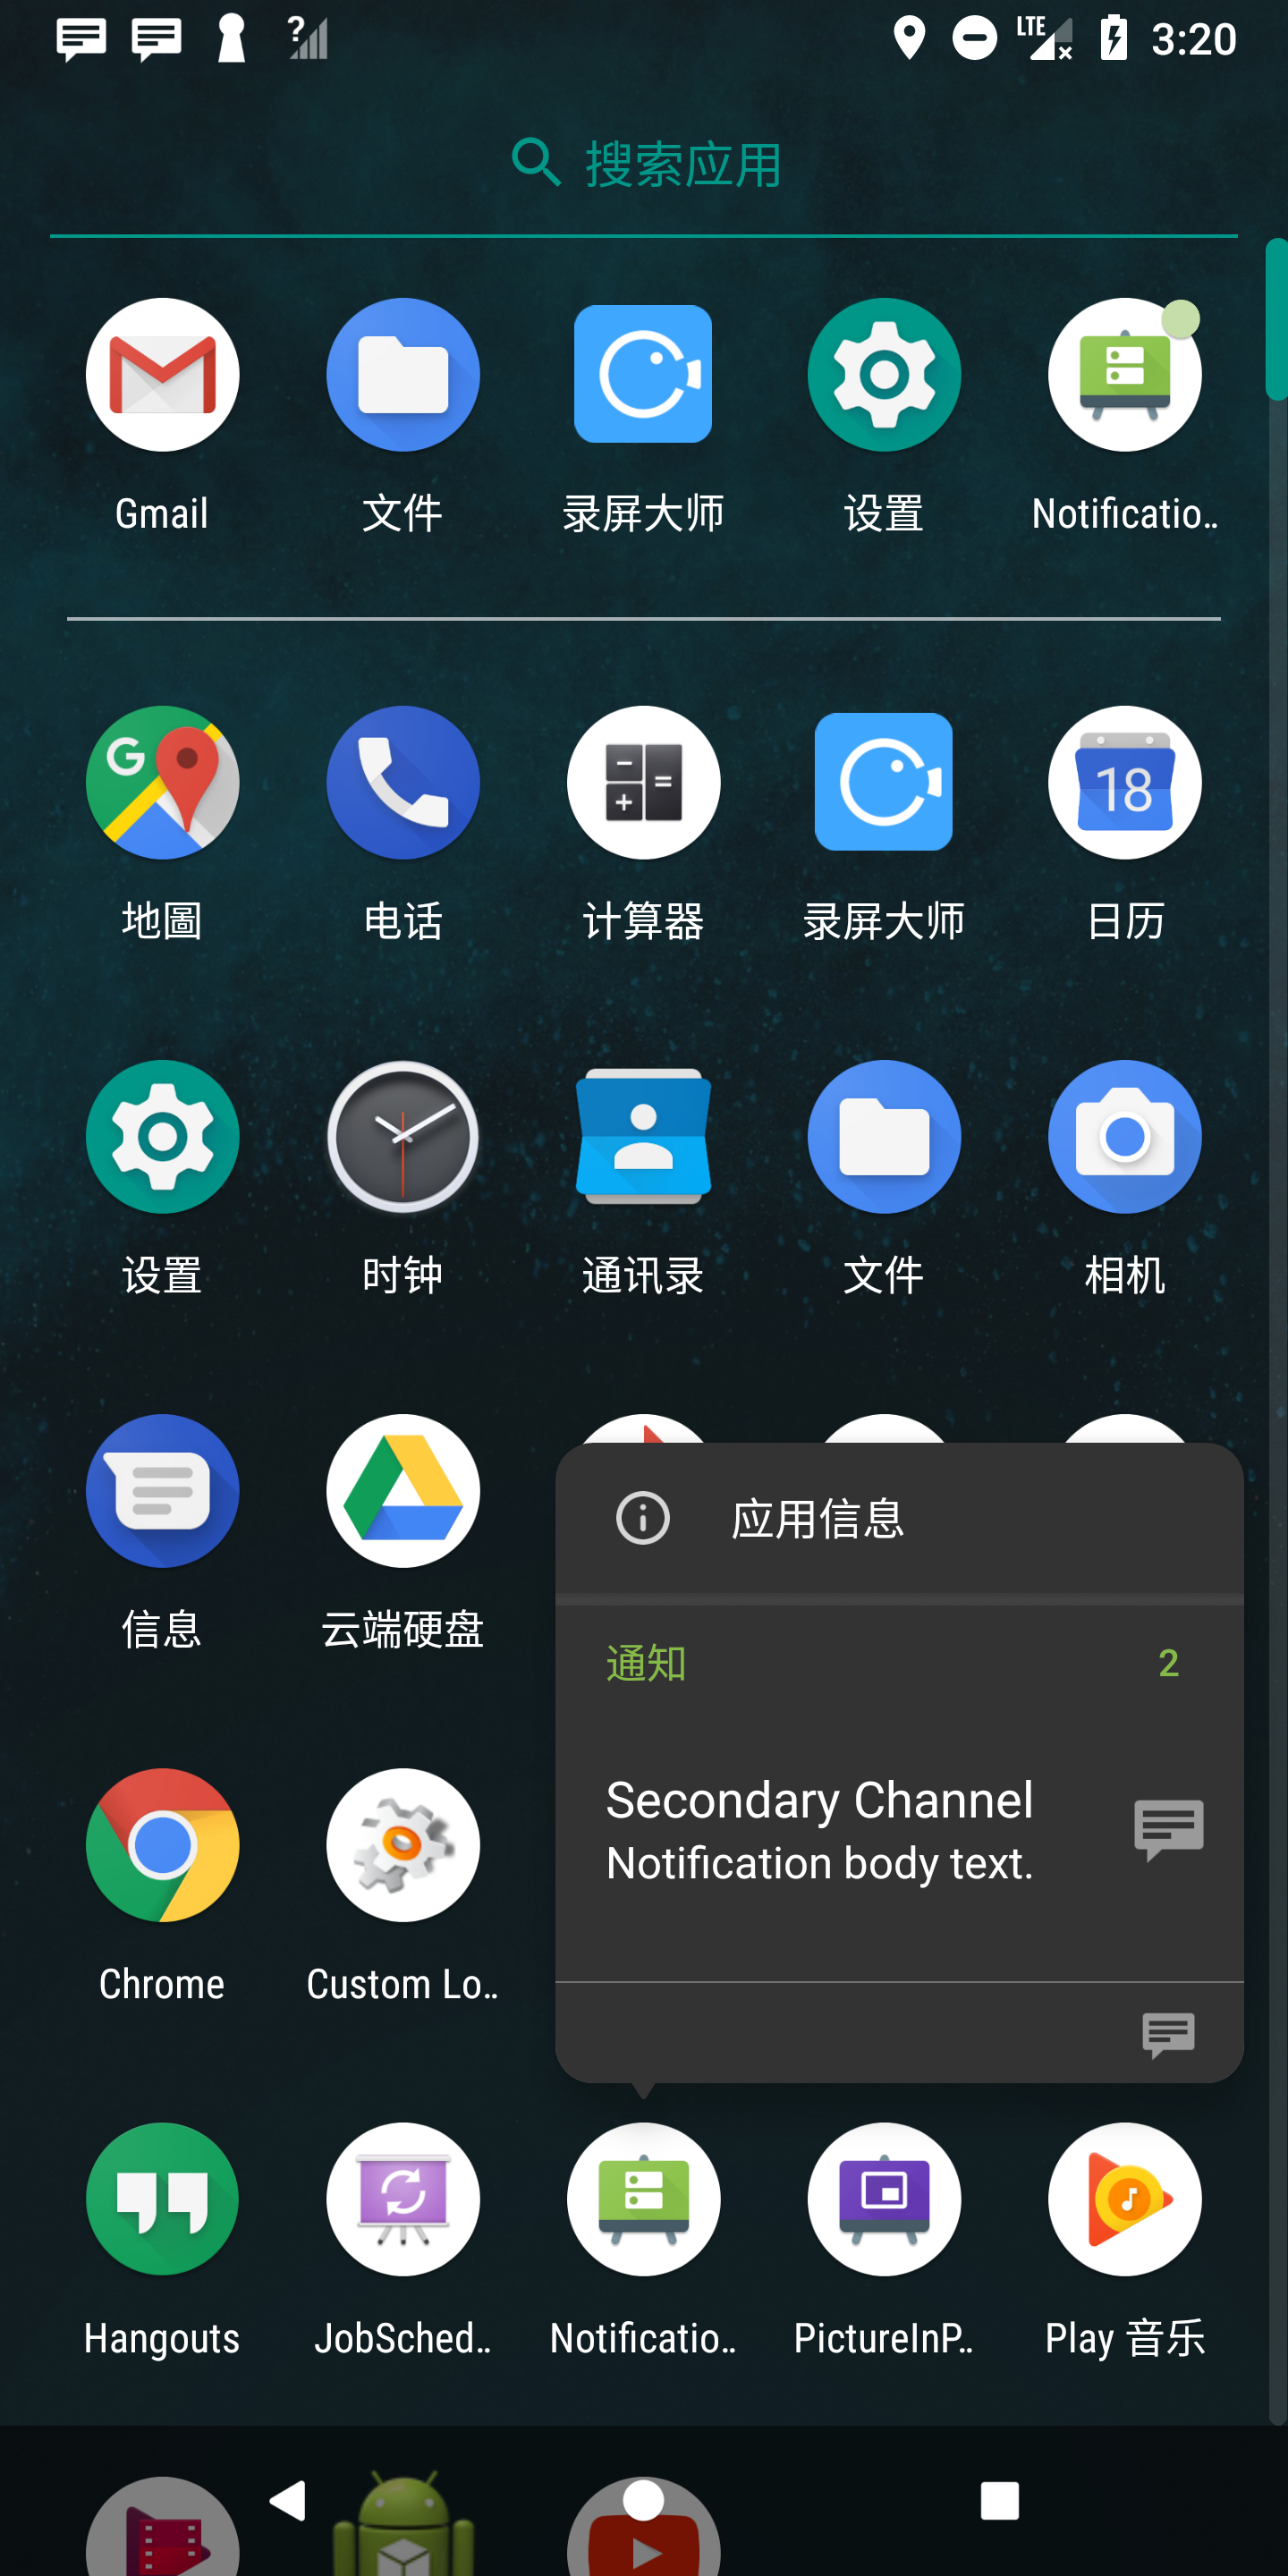 LTE 3:20
搜索应用
Gmail
文件
录屏大师
设置
Notificatio..
G
18
地圖
电话
计算器
录屏大师
日历
设置
时钟
通讯录
文件
相机
信息
云端硬盘
应用信息
通知 2
Secondary Channel
Notification body text.
Chrome
Custom Lo..
Hangouts
JobSched..
Notificatio..
PictureInP..
Play 音乐